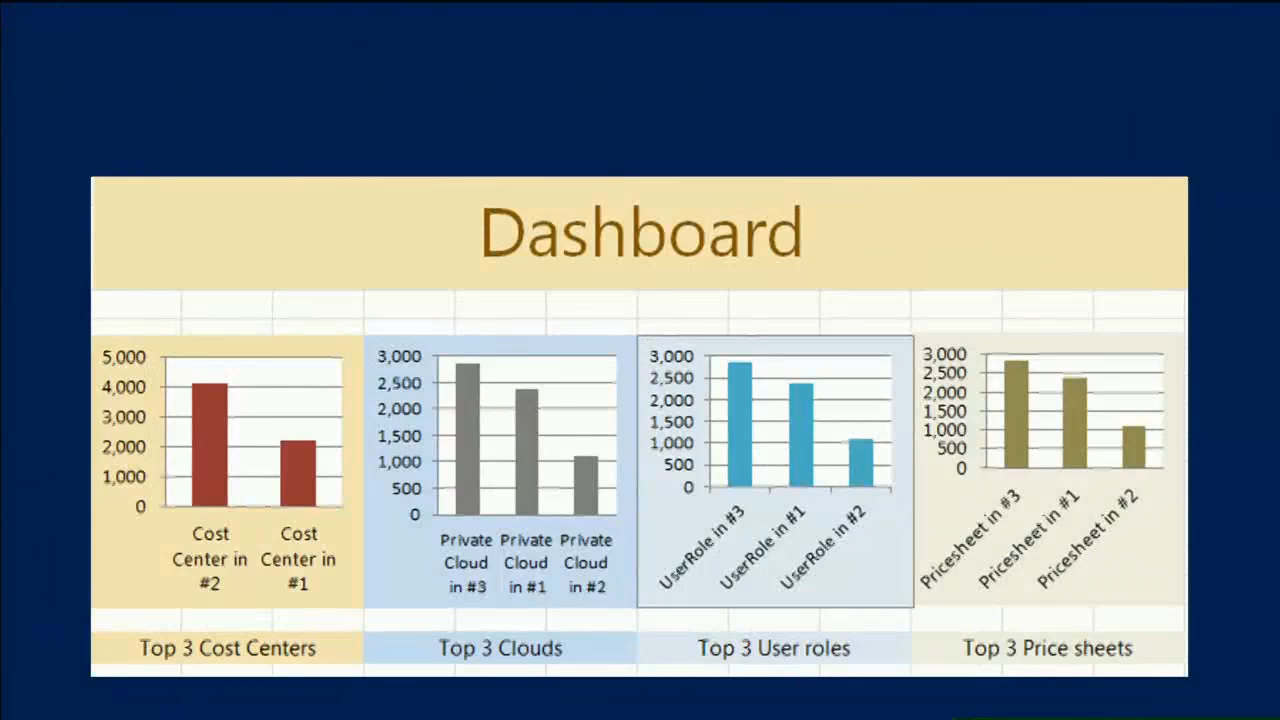 Dashboard
5,000
4,000
3,000
2,000
1,000
0
Cost
Center in
#2
Cost
Center in
#1
Top 3 Cost Centers
3,000
2,500
2,000
1,500
1,000
500
0
Private
Cloud
in #3
Private
Cloud
in #1
Private
Cloud
in #2
Top 3 Clouds
3,000
2,500
2,000
1,500
1,000
500
0
UserRole in #3
UserRole in #1
UserRole in #2
Top 3 User roles
3,000
2,500
2,000
1,500
1,000
500
0
Pricesheet in #3
Pricesheet in #1
Pricesheet in #2
Top 3 Price sheets